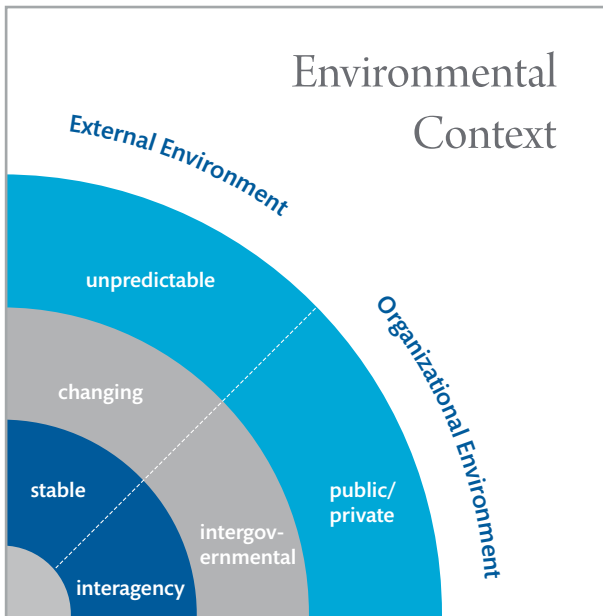 Environmental
Context
External Environment
Organizational Environment
unpredictable
changing
stable
public/
private
intergov-
ernmental
interagency